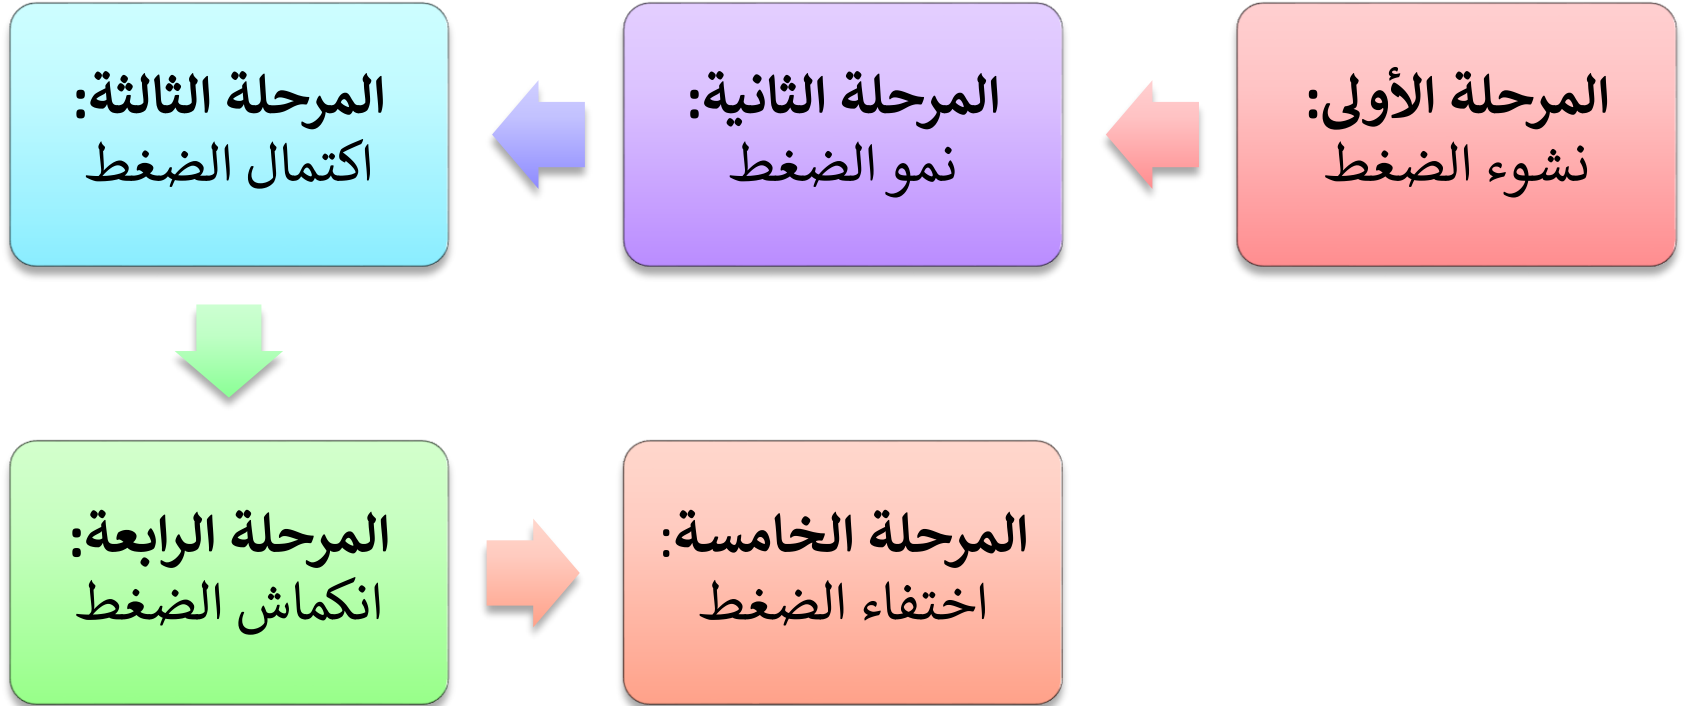 المرحلة الأولى:
نشوء الضغط
المرحلة الثانية:
نمو الضغط
المرحلة الثالثة:
اكتمال الضغط
المرحلة الرابعة:
انكماش الضغط
المرحلة الخامسة:
اختفاء الضغط